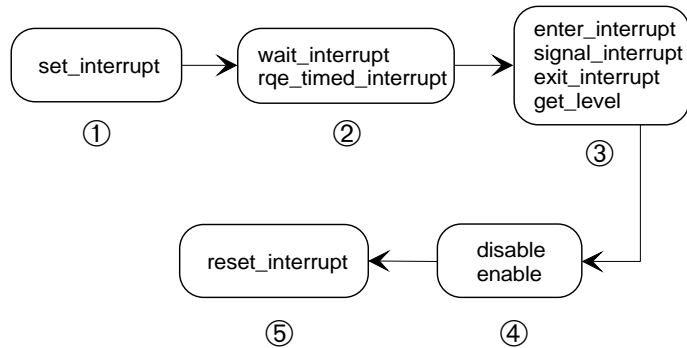 set_interrupt
①
wait_interrupt
rqe_timed_interrupt
②
enter_interrupt
signal_interrupt
exit_interrupt
get_level
③
disable
enable
④
reset_interrupt
⑤